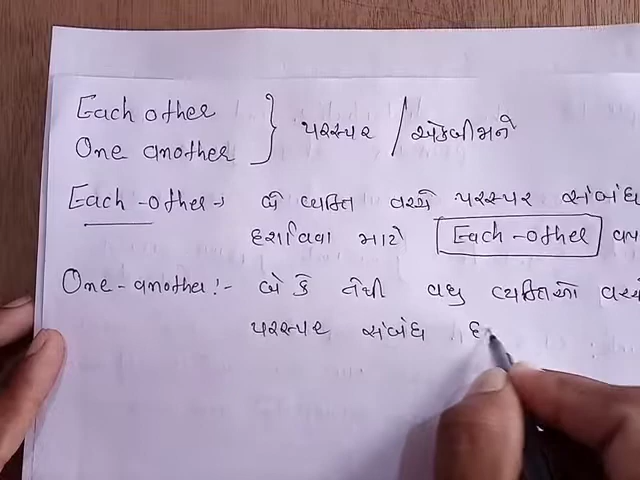 Each other
One another } પરસ્પર / એકબીજાને
Each-other → બે વ્યક્તિ વચ્ચે પરસ્પર સંબંધ
દર્શાવવા માટે Each-other
One-another :- બે કે તેથી વધુ વ્યક્તિઓ વચ્ચે
પરસ્પર સંબંધ દ